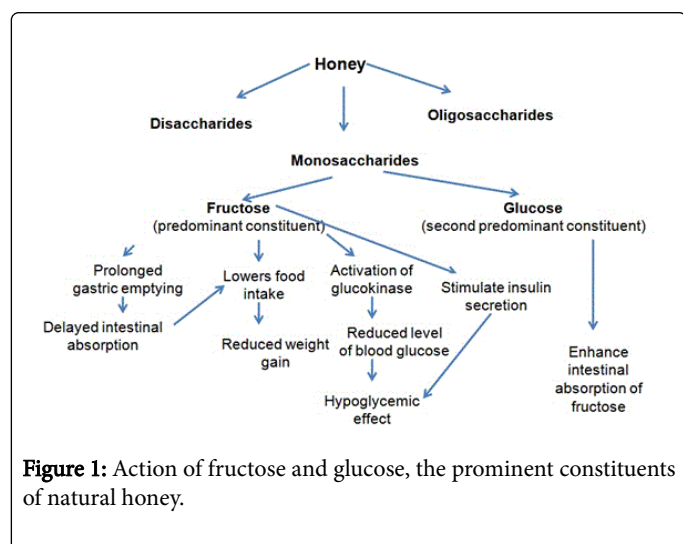 Honey
Disaccharides
Oligosaccharides
Monosaccharides
Fructose
(predominant constituent)
Glucose
(second predominant constituent)
Prolonged
gastric emptying
Delayed intestinal
absorption
Lowers food
intake
Reduced weight
gain
Activation of
glucokinase
Reduced level
of blood glucose
Hypoglycemic
effect
Stimulate insulin
secretion
Enhance
intestinal
absorption of
fructose
Figure 1: Action of fructose and glucose, the prominent constituents
of natural honey.